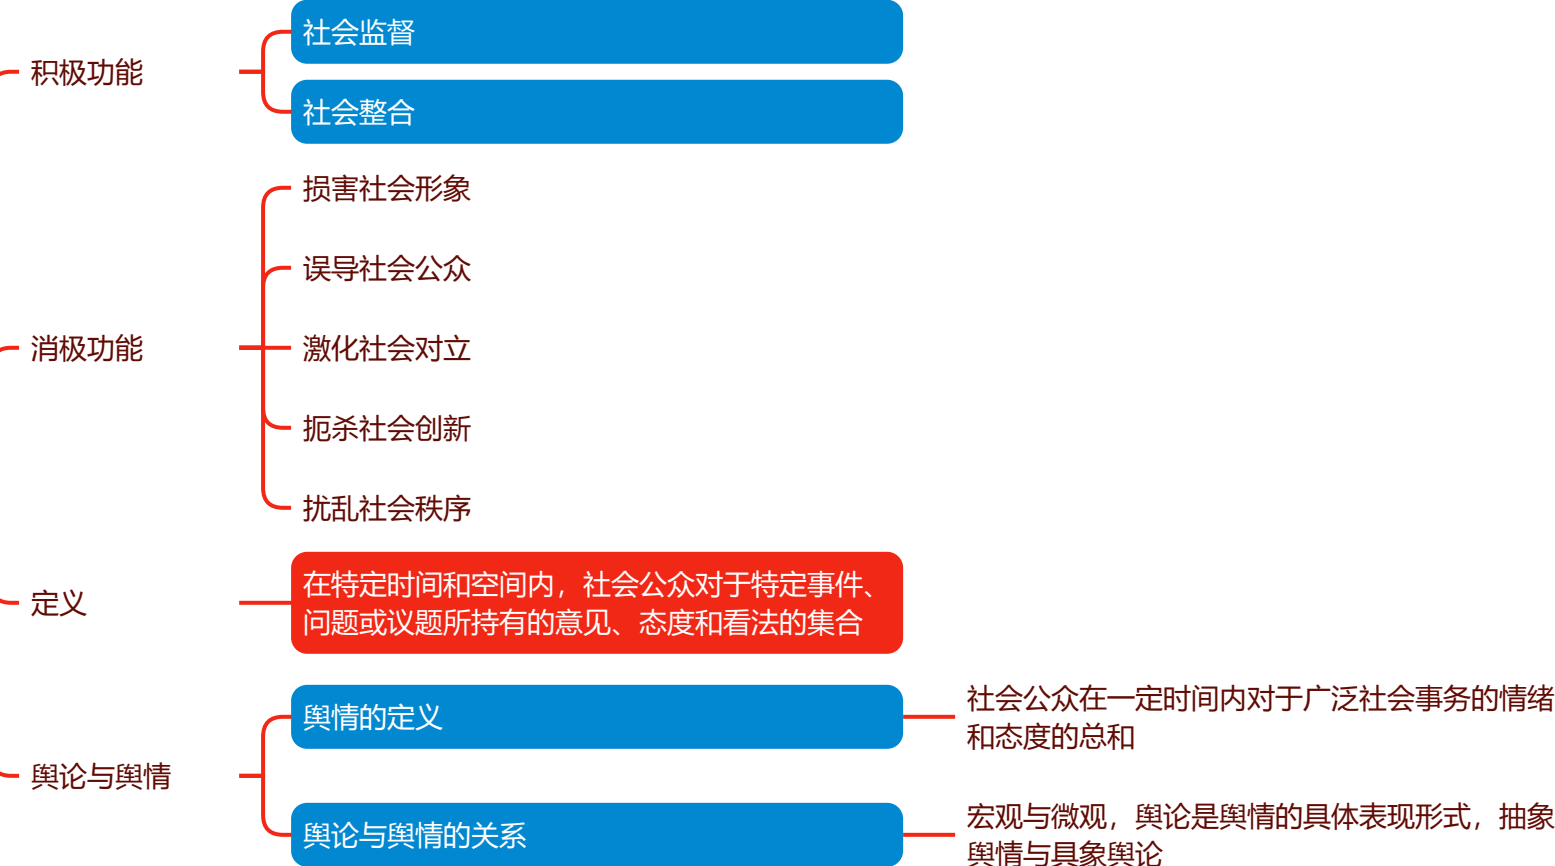 积极功能
社会监督
社会整合
消极功能
损害社会形象
误导社会公众
激化社会对立
扼杀社会创新
扰乱社会秩序
定义
在特定时间和空间内，社会公众对于特定事件、
问题或议题所持有的意见、态度和看法的集合
舆论与舆情
舆情的定义
社会公众在一定时间内对于广泛社会事务的情绪
和态度的总和
舆论与舆情的关系
宏观与微观，舆论是舆情的具体表现形式，抽象
舆情与具象舆论